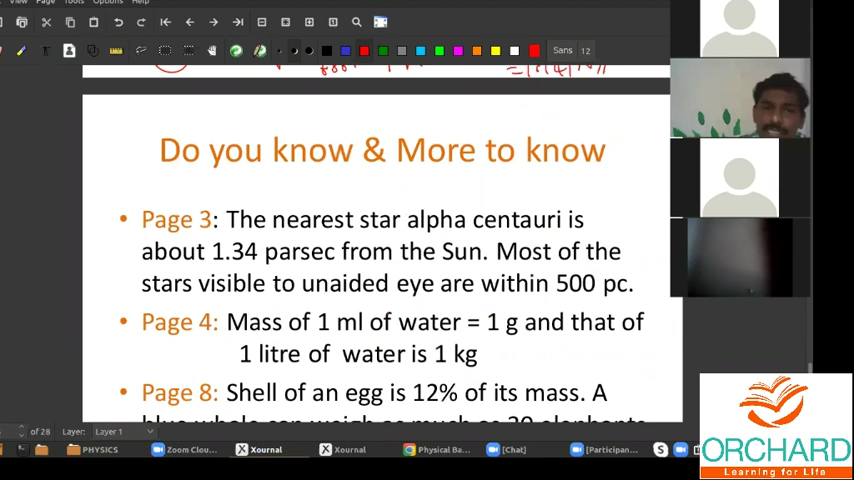 View Page Tools Options Help
Sans 12
Do you know & More to know
• Page 3: The nearest star alpha centauri is
about 1.34 parsec from the Sun. Most of the
stars visible to unaided eye are within 500 pc.
• Page 4: Mass of 1 ml of water = 1 g and that of
1 litre of water is 1 kg
• Page 8: Shell of an egg is 12% of its mass. A
blue whale can weigh as much as 30 elephants
of 28 Layer: Layer 1
PHYSICS Zoom Clou... Xournal Xournal Physical Ba... [Chat] [Participan...
ORCHARD
Learning for Life